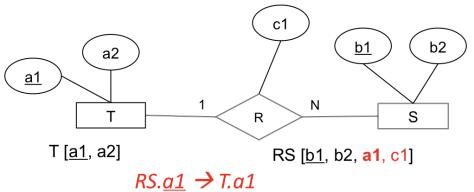 c1
a1 a2 b1 b2
T 1 R N S
T [a1, a2] RS [b1, b2, a1, c1]
RS.a1 → T.a1